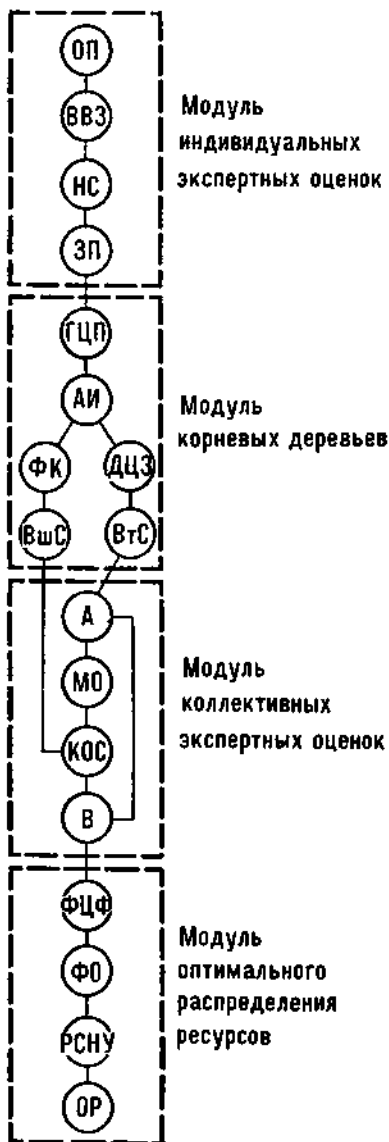 ОП
ВВЗ
НС
ЗП
Модуль
индивидуальных
экспертных оценок
ГЦП
АИ
ФК
ДЦЗ
ВшС
ВтС
Модуль
корневых деревьев
А
МО
КОС
В
Модуль
коллективных
экспертных оценок
ФЦФ
ФО
РСНУ
ОР
Модуль
оптимального
распределения
ресурсов